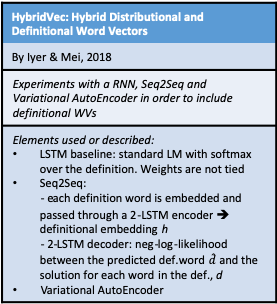 HybridVec: Hybrid Distributional and
Definitional Word Vectors
By Iyer & Mei, 2018
Experiments with a RNN, Seq2Seq and
Variational AutoEncoder in order to include
definitional WVs
Elements used or described:
• LSTM baseline: standard LM with softmax
over the definition. Weights are not tied
• Seq2Seq:
- each definition word is embedded and
passed through a 2-LSTM encoder ➔
definitional embedding h
- 2-LSTM decoder: neg-log-likelihood
between the predicted def.word d̂ and the
solution for each word in the def., d
• Variational AutoEncoder